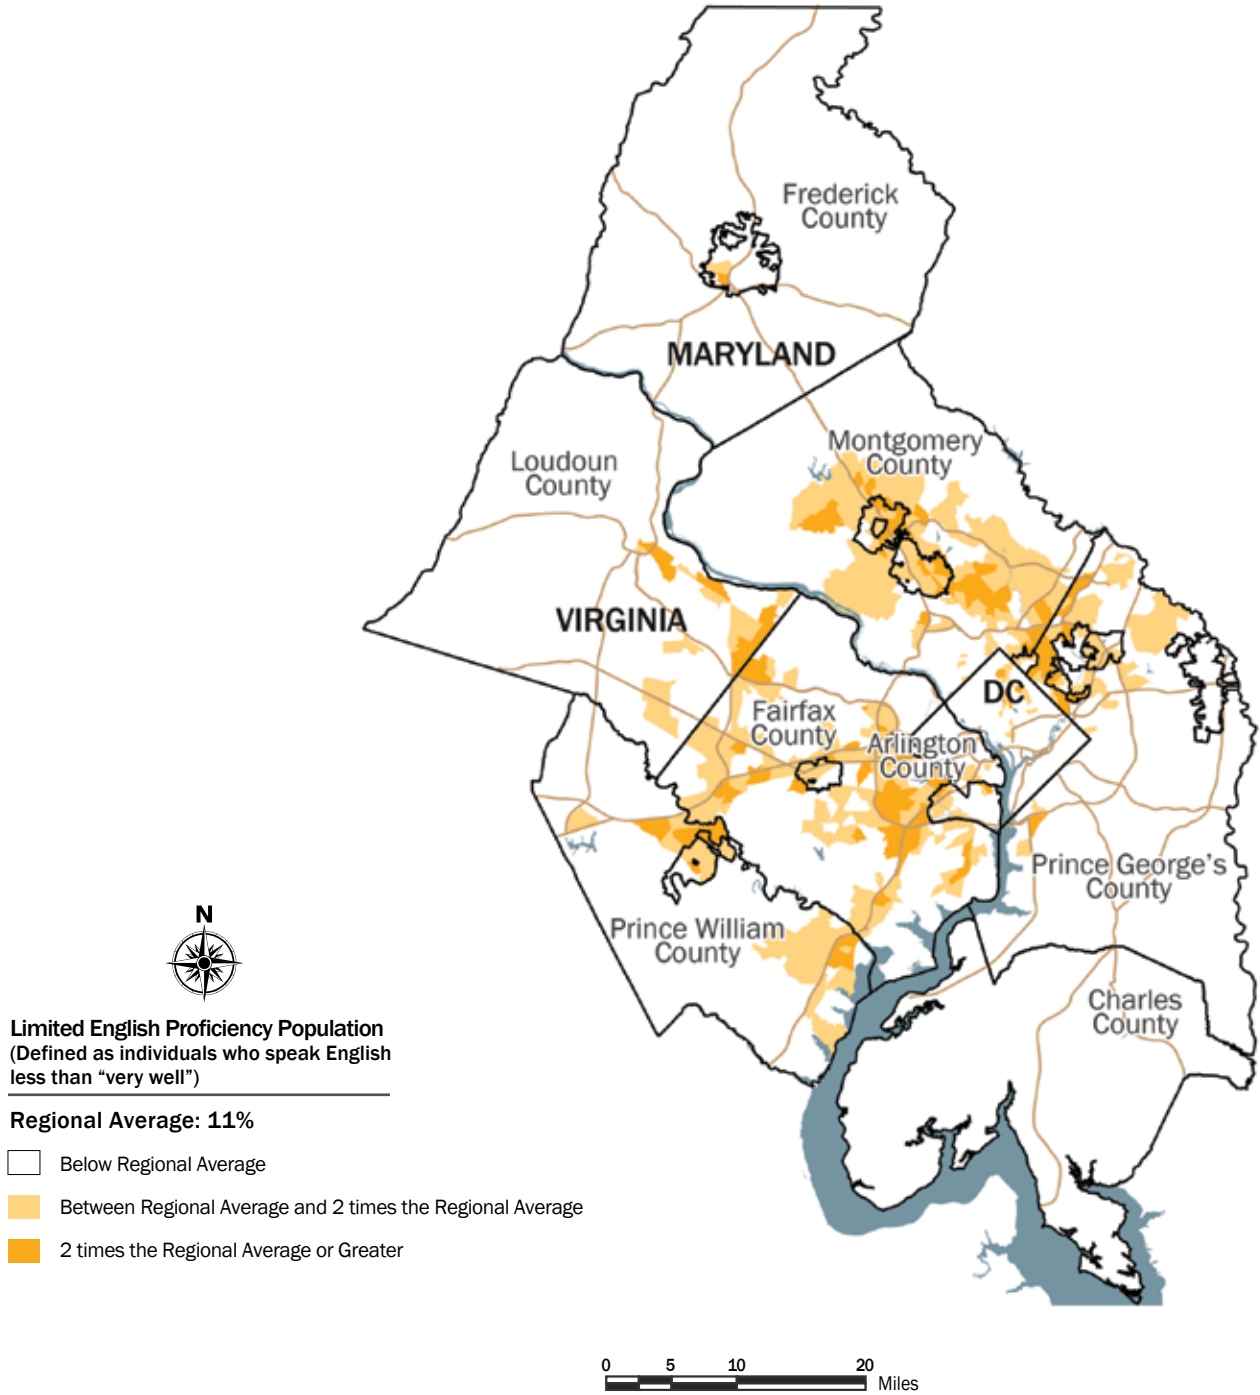 Frederick
County
MARYLAND
Montgomery
County
Loudoun
County
VIRGINIA
DC
Fairfax
County
Arlington
County
Prince George's
County
Prince William
County
Charles
County
N
Limited English Proficiency Population
(Defined as individuals who speak English
less than “very well”)
Regional Average: 11%
Below Regional Average
Between Regional Average and 2 times the Regional Average
2 times the Regional Average or Greater
0 5 10 20
Miles